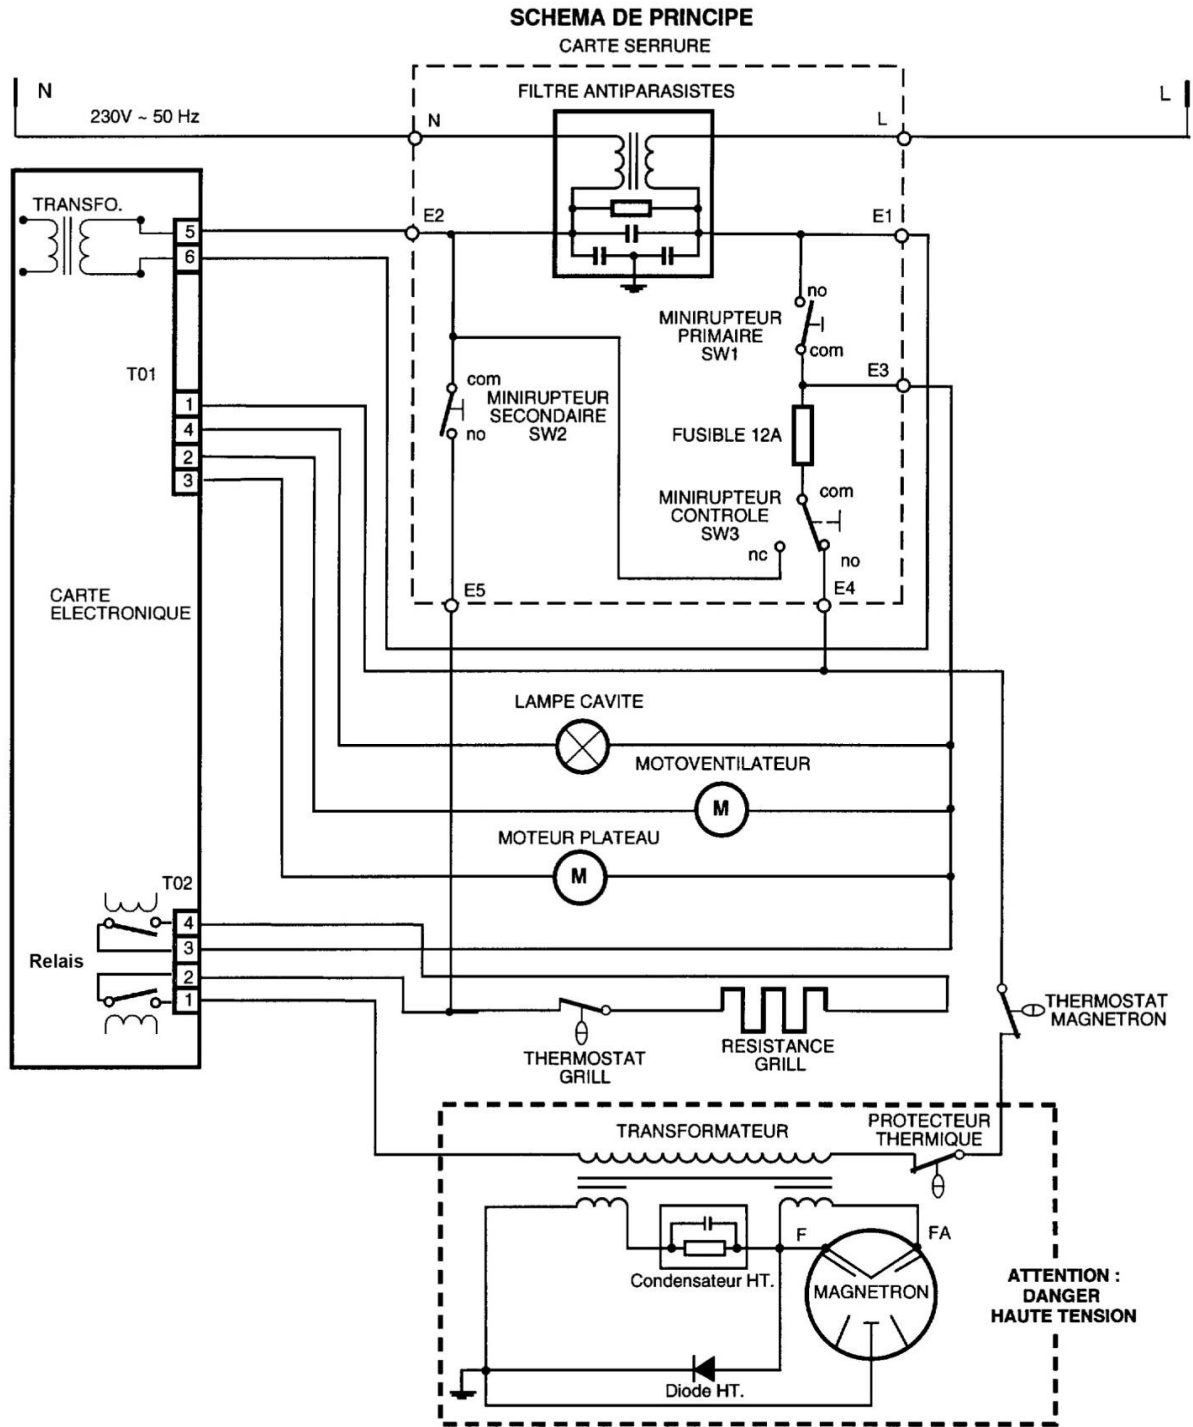 SCHEMA DE PRINCIPE
CARTE SERRURE
N
230V ~ 50 Hz
FILTRE ANTIPARASISTES
L
N
L
TRANSFO.
5
6
E2
E1
no
MINIRUPTEUR
PRIMAIRE
SW1
com
T01
E3
com
MINIRUPTEUR
SECONDAIRE
SW2
no
1
4
2
3
FUSIBLE 12A
com
MINIRUPTEUR
CONTROLE
SW3
nc
no
E5
E4
CARTE
ELECTRONIQUE
LAMPE CAVITE
MOTOVENTILATEUR
M
MOTEUR PLATEAU
M
T02
4
3
2
1
Relais
THERMOSTAT
GRILL
RESISTANCE
GRILL
THERMOSTAT
MAGNETRON
TRANSFORMATEUR
PROTECTEUR
THERMIQUE
F
FA
Condensateur HT.
MAGNETRON
ATTENTION :
DANGER
HAUTE TENSION
Diode HT.